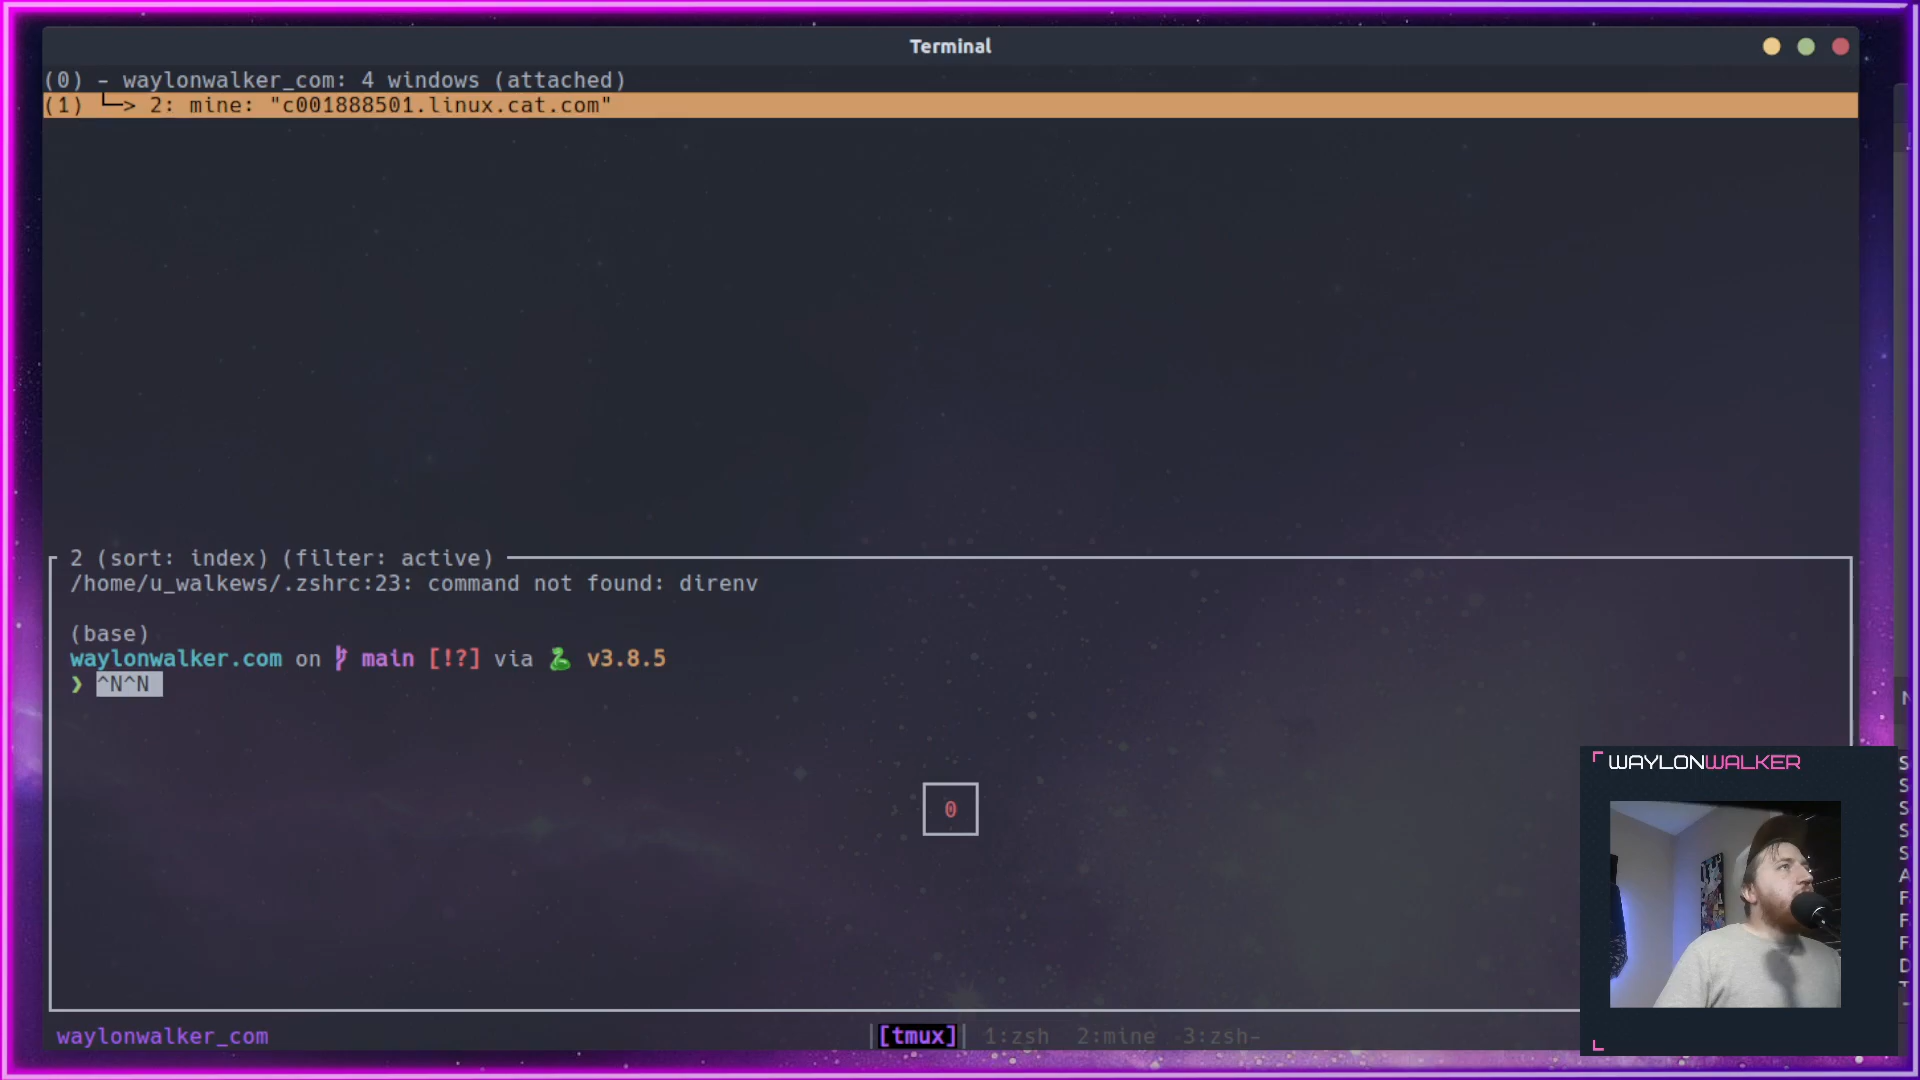 Terminal
(0) - waylonwalker_com: 4 windows (attached)
(1) └─> 2: mine: "c001888501.linux.cat.com"
2 (sort: index) (filter: active)
/home/u_walkews/.zshrc:23: command not found: direnv
(base)
waylonwalker.com on main [!?] via 🐍 v3.8.5
❯ ^N^N
0
WAYLONWALKER
waylonwalker_com
|[tmux]| 1:zsh 2:mine 3:zsh-